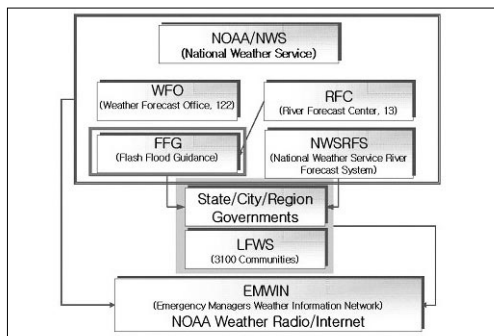 NOAA/NWS
(National Weather Service)
WFO
(Weather Forecast Office, 122)
RFC
(River Forecast Center, 13)
FFG
(Flash Flood Guidance)
NWSRFS
(National Weather Service River
Forecast System)
State/City/Region
Governments
LFWS
(3100 Communities)
EMWIN
(Emergency Managers Weather Information Network)
NOAA Weather Radio/Internet